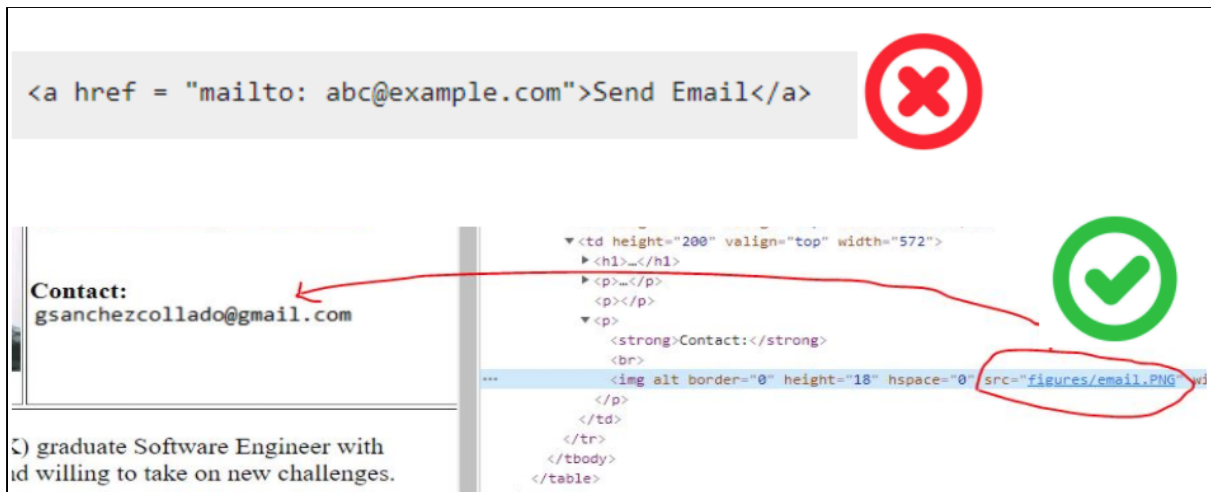 <a href = "mailto: abc@example.com">Send Email</a>
Contact:
gsanchezcollado@gmail.com
graduate Software Engineer with
willing to take on new challenges.
▼<td height="200" valign="top" width="572">
▶<h1>…</h1>
▶<p>…</p>
<p></p>
▼<p>
<strong>Contact:</strong>
<br>
… <img alt border="0" height="18" hspace="0" src="figures/email.PNG"
</p>
</td>
</tr>
</tbody>
</table>